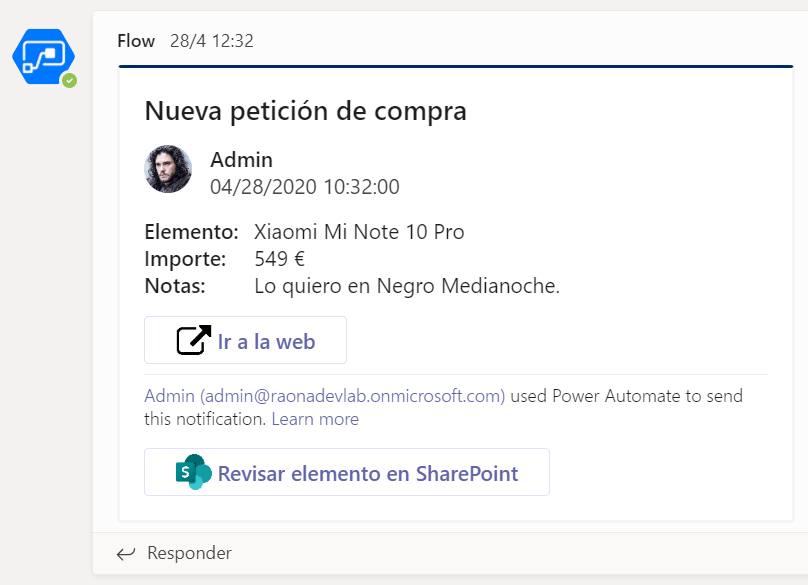 Flow 28/4 12:32
Nueva petición de compra
Admin
04/28/2020 10:32:00
Elemento: Xiaomi Mi Note 10 Pro
Importe: 549 €
Notas: Lo quiero en Negro Medianoche.
Ir a la web
Admin (admin@raonadevlab.onmicrosoft.com) used Power Automate to send
this notification. Learn more
S Revisar elemento en SharePoint
Responder